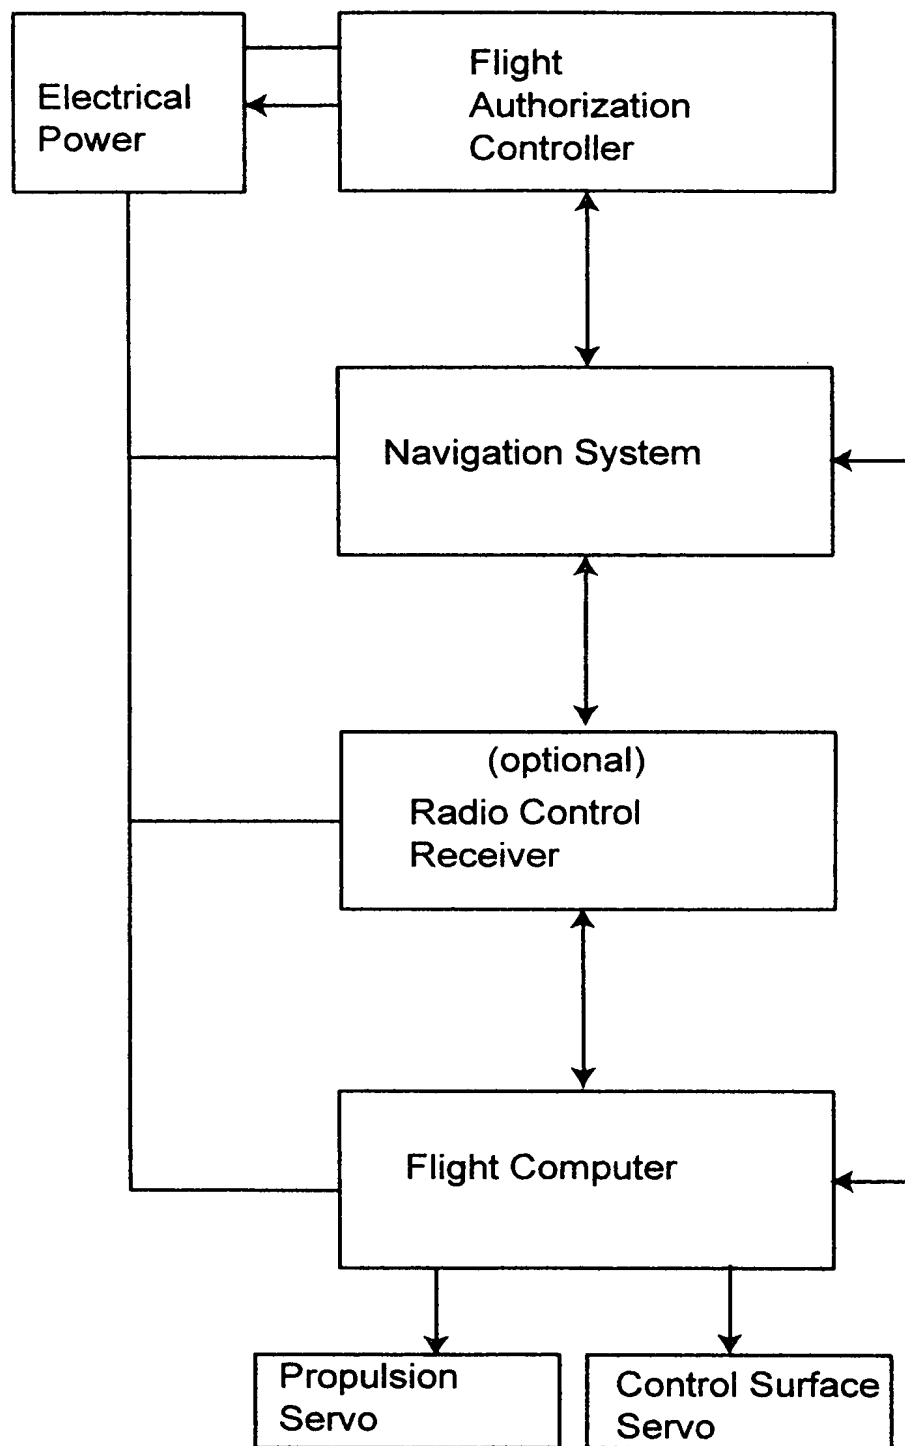 Electrical
Power
Flight
Authorization
Controller
Navigation System
(optional)
Radio Control
Receiver
Flight Computer
Propulsion
Servo
Control Surface
Servo